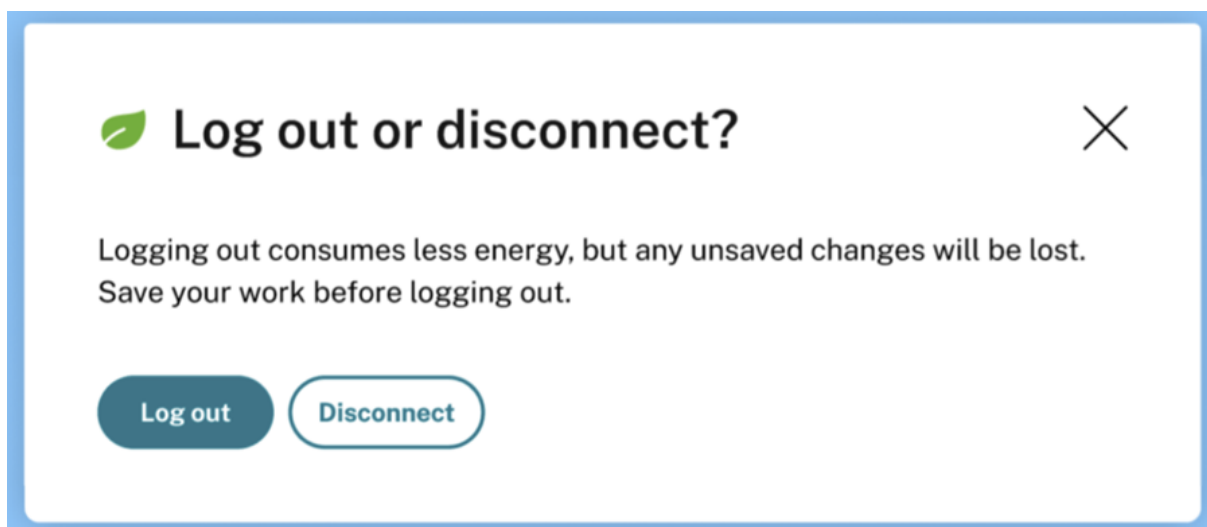 Log out or disconnect?
Logging out consumes less energy, but any unsaved changes will be lost.
Save your work before logging out.
Log out
Disconnect